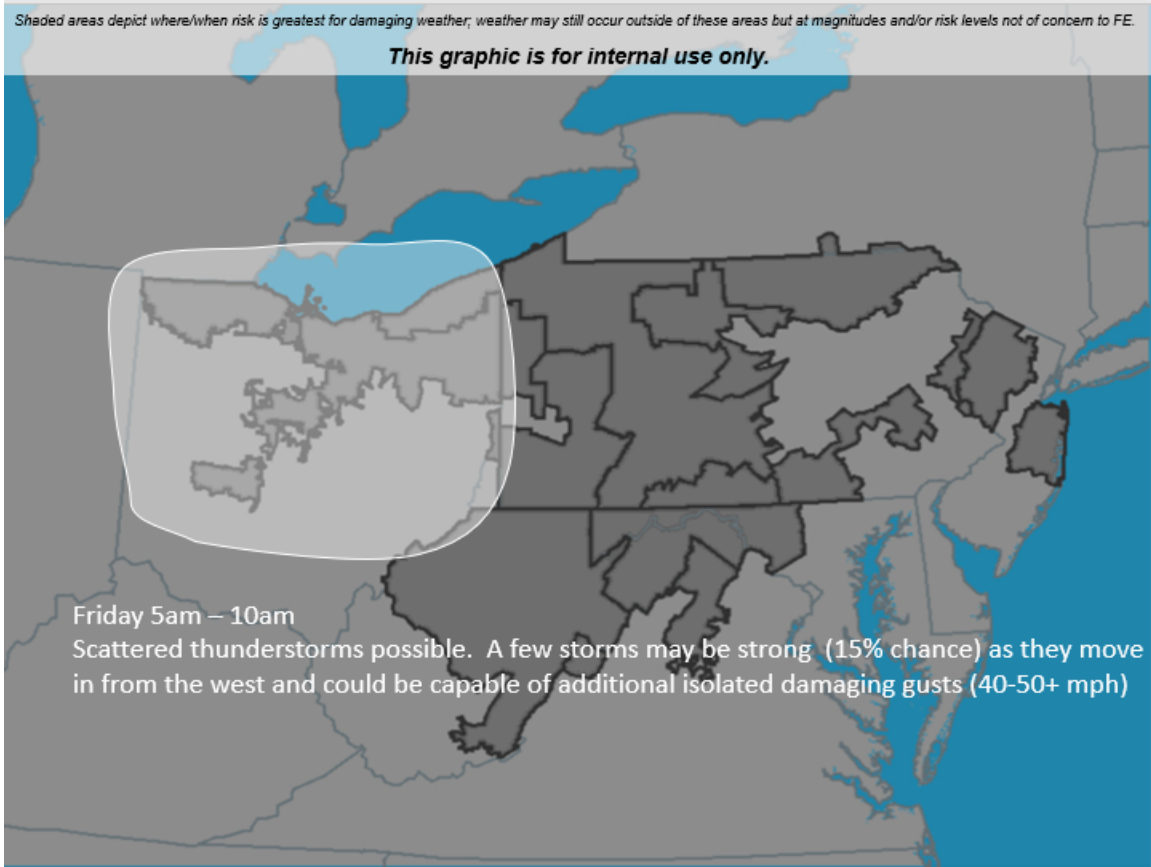 Shaded areas depict where/when risk is greatest for damaging weather; weather may still occur outside of these areas but at magnitudes and/or risk levels not of concern to FE.
This graphic is for internal use only.
Friday 5am – 10am
Scattered thunderstorms possible.  A few storms may be strong  (15% chance) as they move
in from the west and could be capable of additional isolated damaging gusts (40-50+ mph)